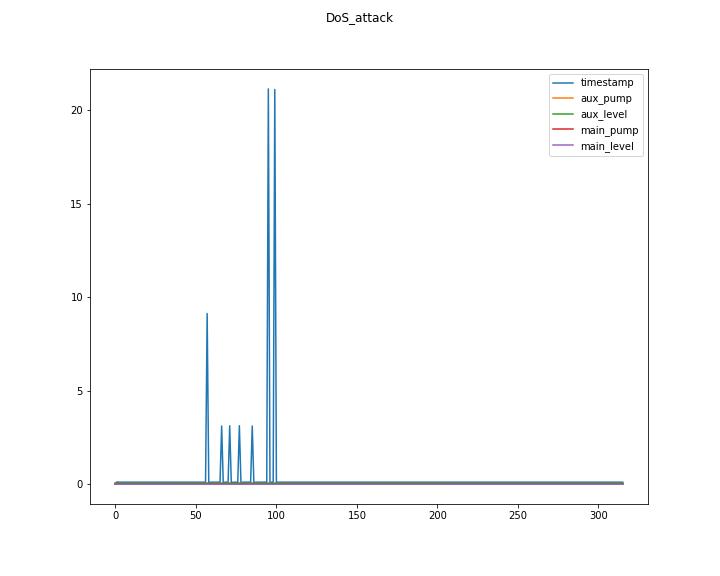 DoS_attack
timestamp
aux_pump
aux_level
main_pump
main_level
20
15
10
5
0
0 50 100 150 200 250 300